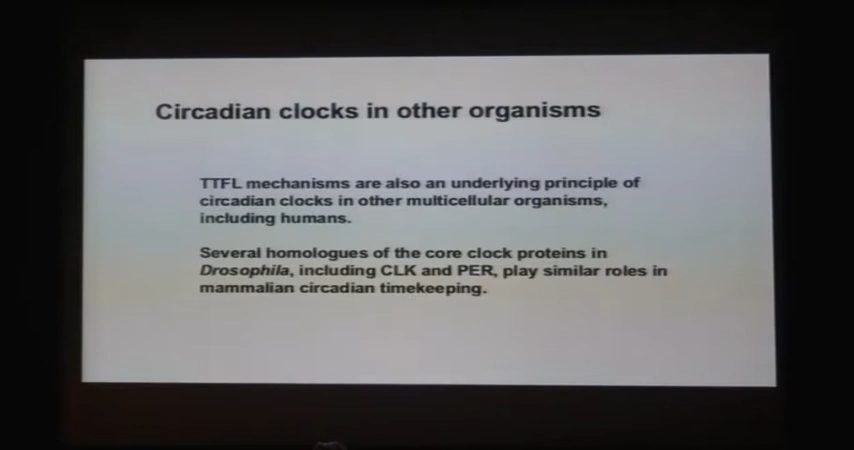 Circadian clocks in other organisms
TTFL mechanisms are also an underlying principle of
circadian clocks in other multicellular organisms,
including humans.
Several homologues of the core clock proteins in
Drosophila, including CLK and PER, play similar roles in
mammalian circadian timekeeping.